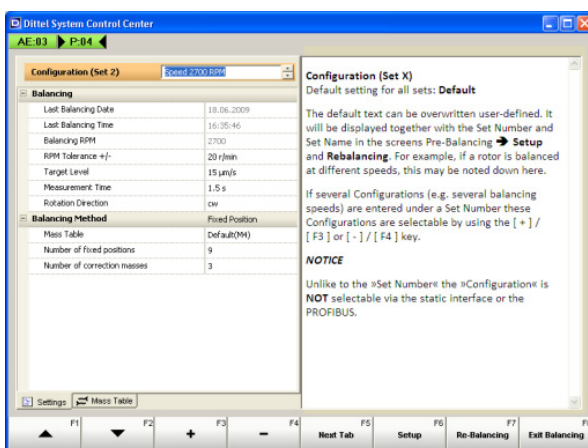 Dittel System Control Center
AE:03 P:04
Configuration (Set 2) Speed 2700 RPM
Balancing
Last Balancing Date 18.06.2009
Last Balancing Time 16:35:46
Balancing RPM 2700
RPM Tolerance +/- 20 r/min
Target Level 15 µm/s
Measurement Time 1.5 s
Rotation Direction cw
Balancing Method Fixed Position
Mass Table Default(M4)
Number of fixed positions 9
Number of correction masses 3
Settings Mass Table
Configuration (Set X)
Default setting for all sets: Default
The default text can be overwritten user-defined. It
will be displayed together with the Set Number and
Set Name in the screens Pre-Balancing ➔ Setup
and Rebalancing. For example, if a rotor is balanced
at different speeds, this may be noted down here.
If several Configurations (e.g. several balancing
speeds) are entered under a Set Number these
Configurations are selectable by using the [ + ] /
[ F3 ] or [ - ] / [ F4 ] key.
NOTICE
Unlike to the »Set Number« the »Configuration« is
NOT selectable via the static interface or the
PROFIBUS.
F1 F2 F3 F4 F5 F6 F7
+ − Next Tab Setup Re-Balancing Exit Balancing